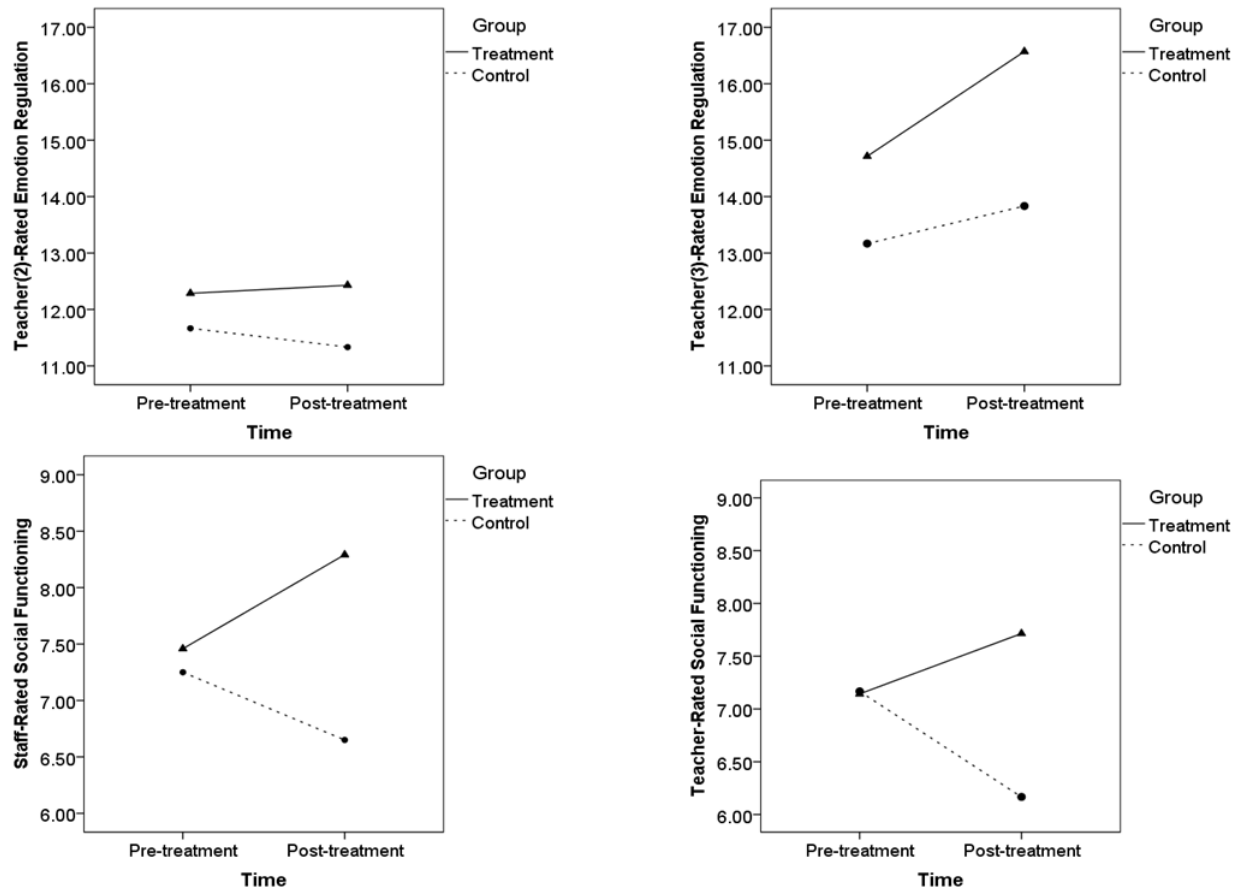 Teacher(2)-Rated Emotion Regulation
17.00
16.00
15.00
14.00
13.00
12.00
11.00
Pre-treatment
Post-treatment
Time
Group
Treatment
Control
Teacher(3)-Rated Emotion Regulation
17.00
16.00
15.00
14.00
13.00
12.00
11.00
Pre-treatment
Post-treatment
Time
Group
Treatment
Control
Staff-Rated Social Functioning
9.00
8.50
8.00
7.50
7.00
6.50
6.00
Pre-treatment
Post-treatment
Time
Group
Treatment
Control
Teacher-Rated Social Functioning
9.00
8.50
8.00
7.50
7.00
6.50
6.00
Pre-treatment
Post-treatment
Time
Group
Treatment
Control